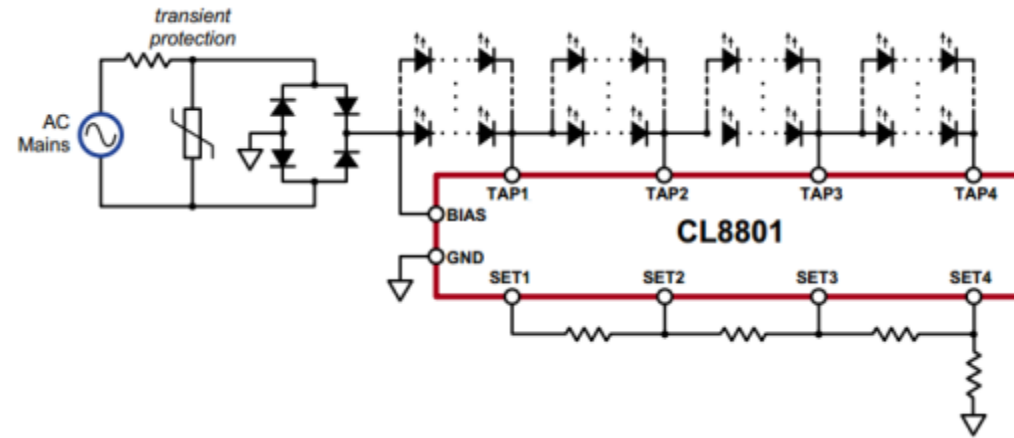 transient
protection
AC
Mains
TAP1
TAP2
TAP3
TAP4
BIAS
CL8801
GND
SET1
SET2
SET3
SET4